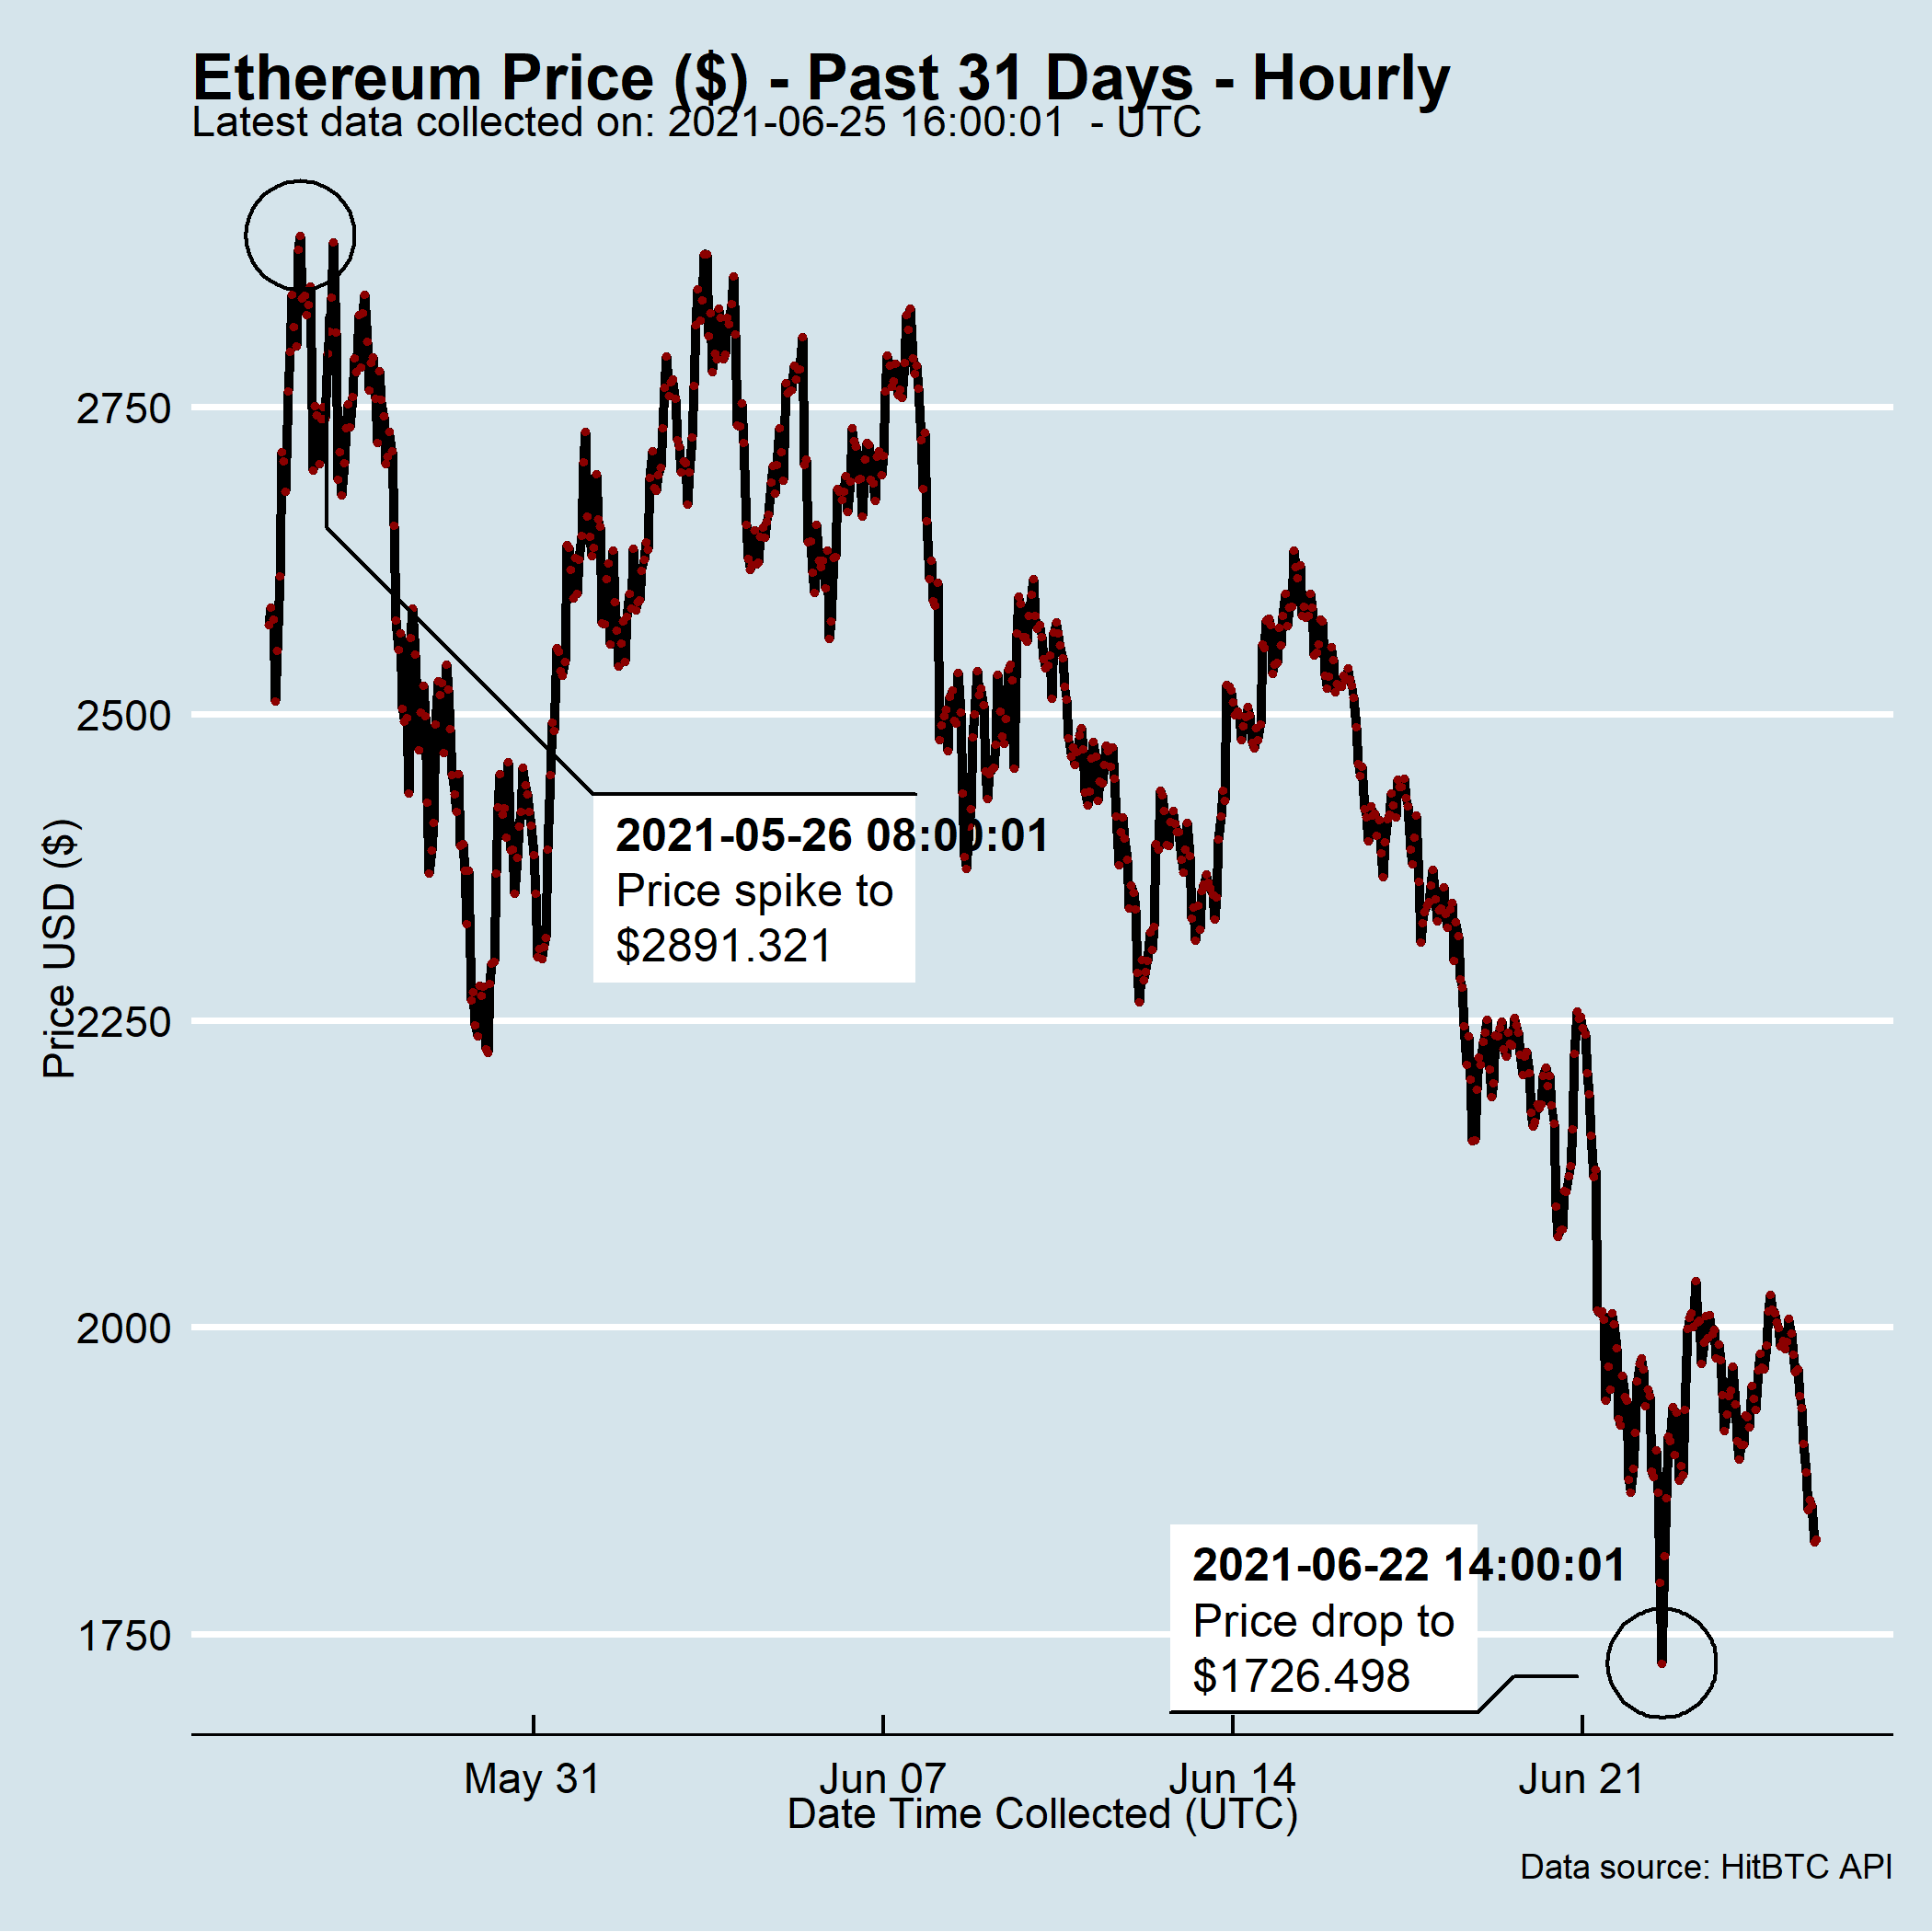 Ethereum Price ($) - Past 31 Days - Hourly
Latest data collected on: 2021-06-25 16:00:01  - UTC
Price USD ($)
2750
2500
2250
2000
1750
2021-05-26 08:00:01
Price spike to
$2891.321
2021-06-22 14:00:01
Price drop to
$1726.498
May 31
Jun 07
Jun 14
Jun 21
Date Time Collected (UTC)
Data source: HitBTC API